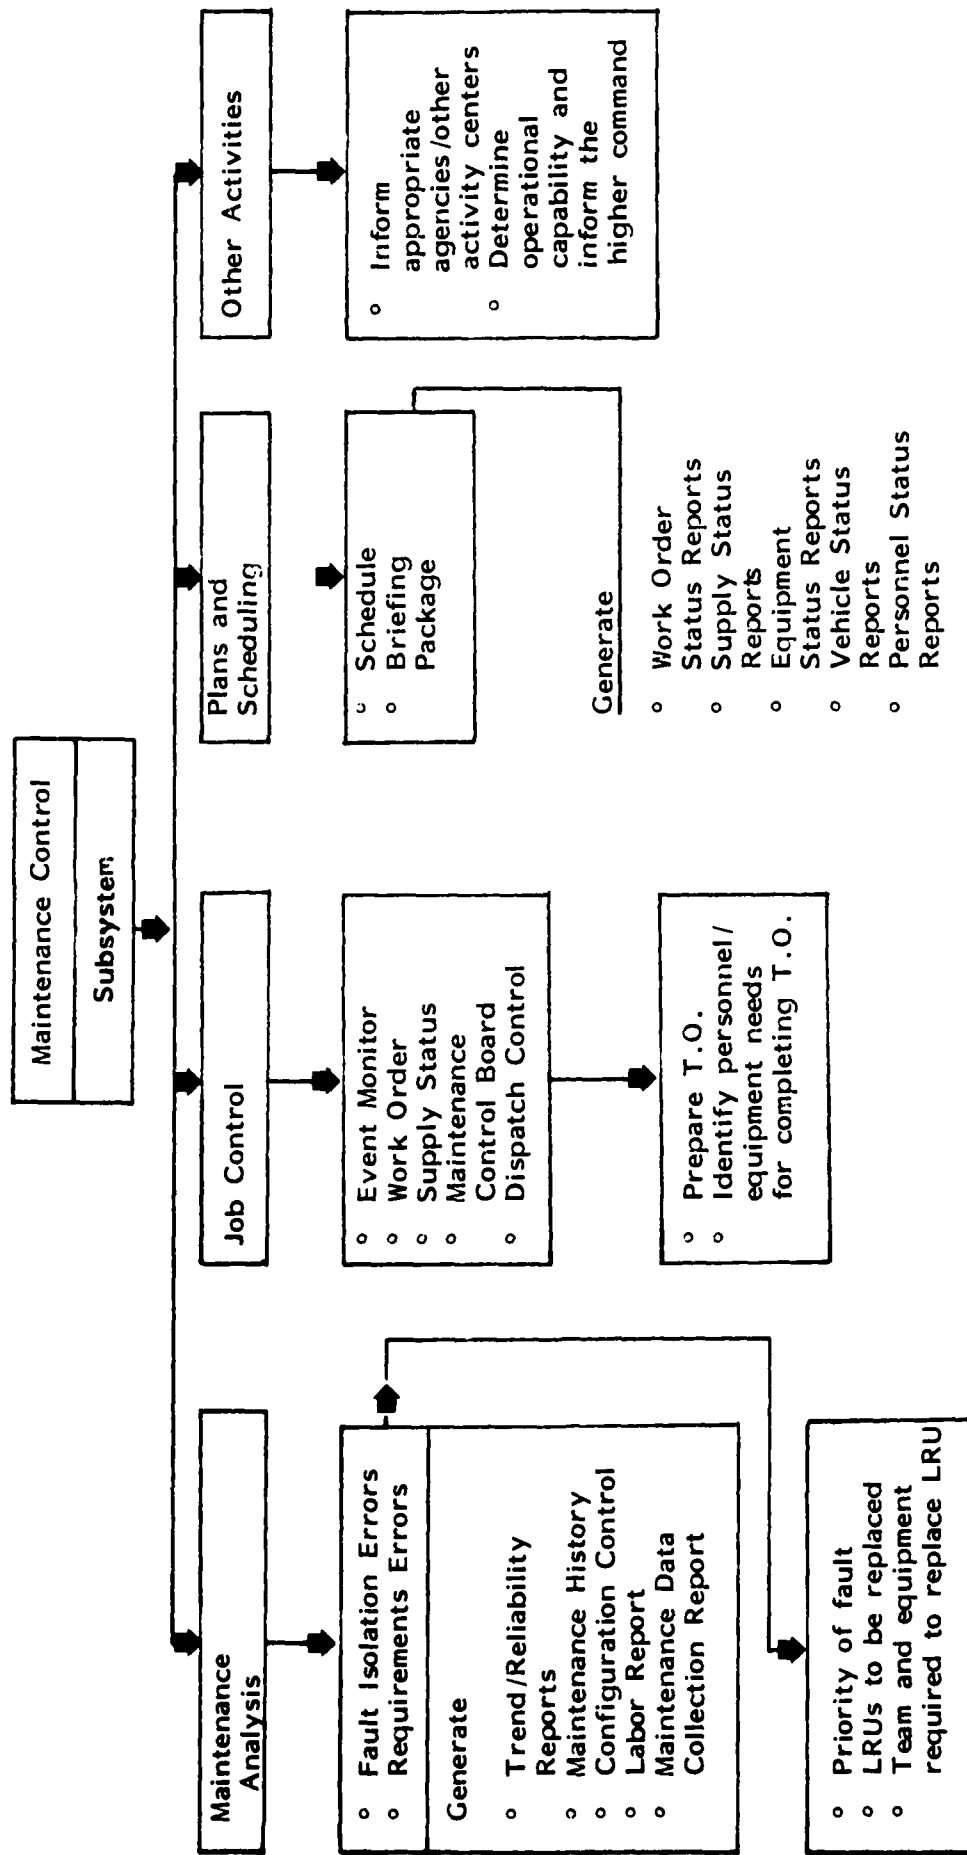 Maintenance Control
Subsystem
Maintenance
Analysis
Job Control
Plans and
Scheduling
Other Activities
o Fault Isolation Errors
o Requirements Errors
Generate
o Trend/Reliability
Reports
o Maintenance History
o Configuration Control
o Labor Report
o Maintenance Data
Collection Report
o Priority of fault
o LRUs to be replaced
o Team and equipment
required to replace LRU
o Event Monitor
o Work Order
o Supply Status
o Maintenance
Control Board
o Dispatch Control
o Prepare T.O.
o Identify personnel/
equipment needs
for completing T.O.
o Schedule
o Briefing
Package
Generate
o Work Order
Status Reports
o Supply Status
Reports
o Equipment
Status Reports
o Vehicle Status
Reports
o Personnel Status
Reports
o Inform
appropriate
agencies/other
activity centers
o Determine
operational
capability and
inform the
higher command